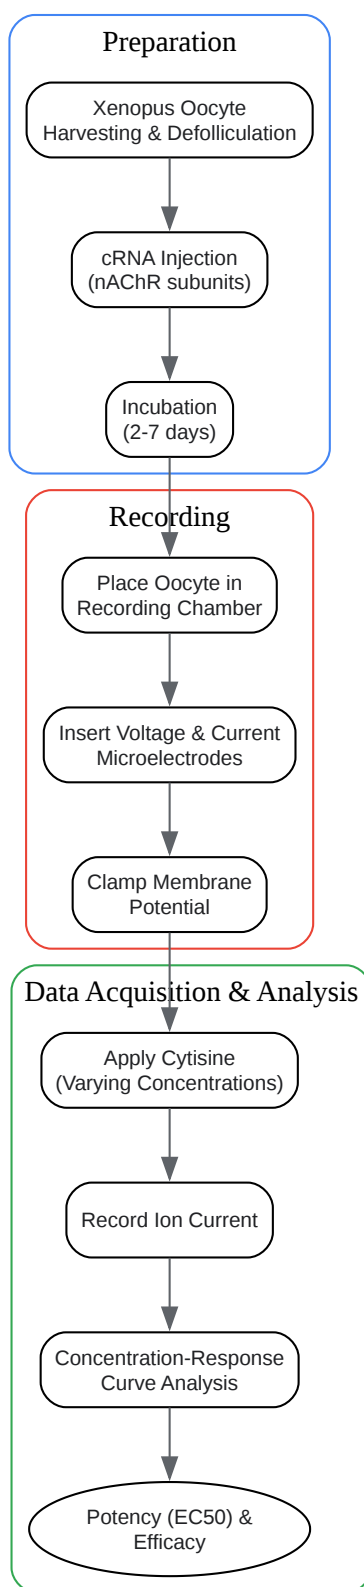 Preparation
Xenopus Oocyte
Harvesting & Defolliculation
cRNA Injection
(nAChR subunits)
Incubation
(2-7 days)
Recording
Place Oocyte in
Recording Chamber
Insert Voltage & Current
Microelectrodes
Clamp Membrane
Potential
Data Acquisition & Analysis
Apply Cytisine
(Varying Concentrations)
Record Ion Current
Concentration-Response
Curve Analysis
Potency (EC50) &
Efficacy